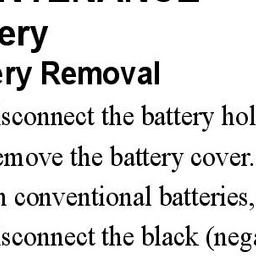 ery
ery Removal
sconnect the battery hol
emove the battery cover.
n conventional batteries,
sconnect the black (nega